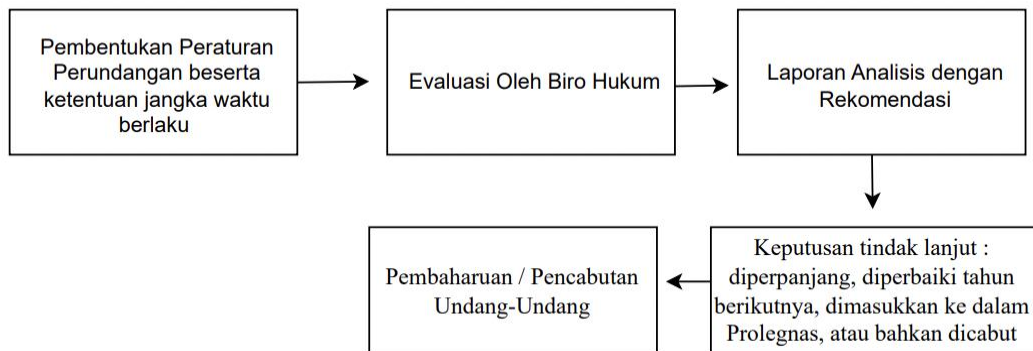 Pembentukan Peraturan
Perundangan beserta
ketentuan jangka waktu
berlaku
Evaluasi Oleh Biro Hukum
Laporan Analisis dengan
Rekomendasi
Keputusan tindak lanjut :
diperpanjang, diperbaiki tahun
berikutnya, dimasukkan ke dalam
Prolegnas, atau bahkan dicabut
Pembaharuan / Pencabutan
Undang-Undang